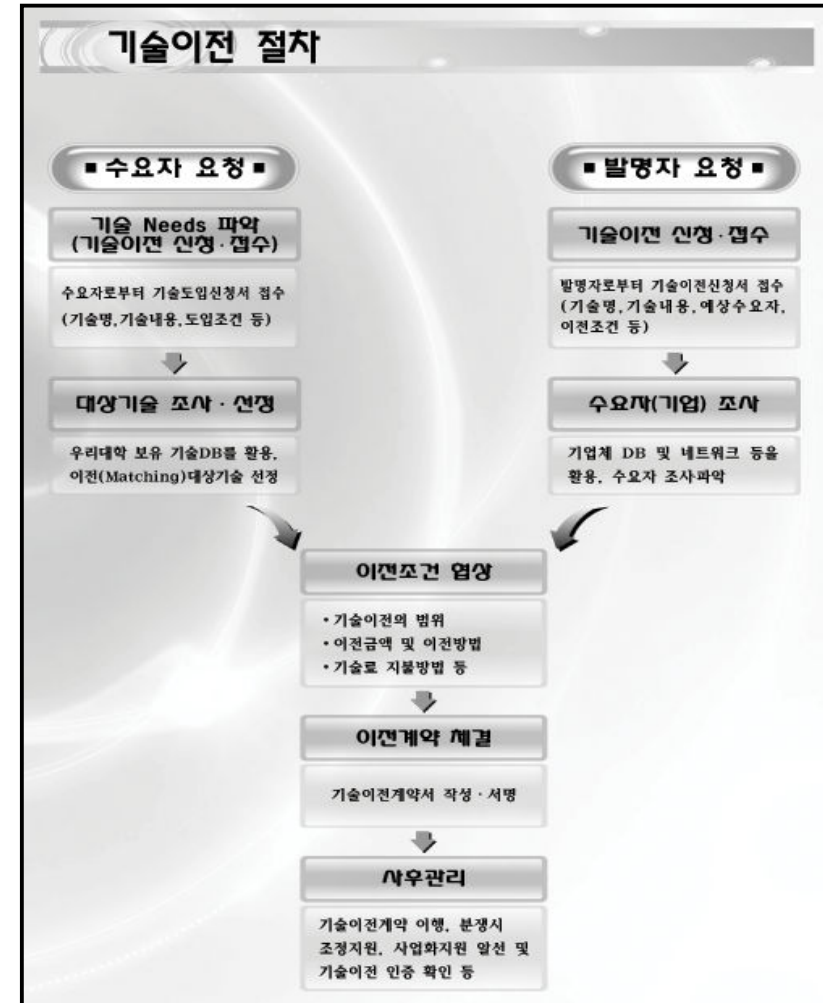 기술이전 절차
▪수요자 요청▪
기술 Needs 파악
(기술이전 신청·접수)
수요자로부터 기술도입신청서 접수
(기술명,기술내용,도입조건 등)
대상기술 조사·선정
우리대학 보유 기술DB를 활용,
이전(Matching)대상기술 선정
▪발명자 요청▪
기술이전 신청·접수
발명자로부터 기술이전신청서 접수
(기술명,기술내용,예상수요자,
이전조건 등)
수요자(기업) 조사
기업체 DB 및 네트워크 등을
활용, 수요자 조사파악
이전조건 협상
•기술이전의 범위
•이전금액 및 이전방법
•기술료 지불방법 등
이전계약 체결
기술이전계약서 작성·서명
사후관리
기술이전계약 이행, 분쟁시
조정지원, 사업화지원 알선 및
기술이전 인증 확인 등